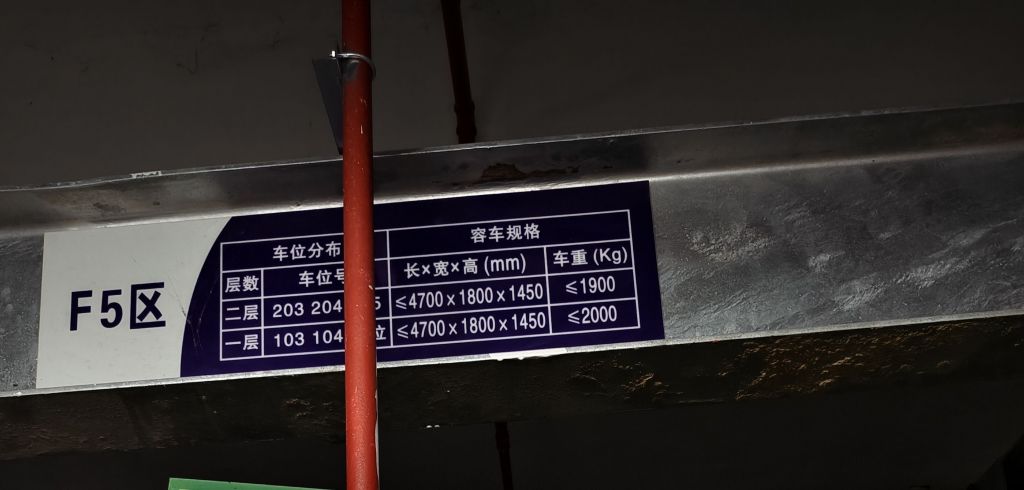 F5区
车位分布 容车规格
层数 车位号 长×宽×高 (mm) 车重 (Kg)
二层 203 204 5 ≤4700×1800×1450 ≤1900
一层 103 104 位 ≤4700×1800×1450 ≤2000